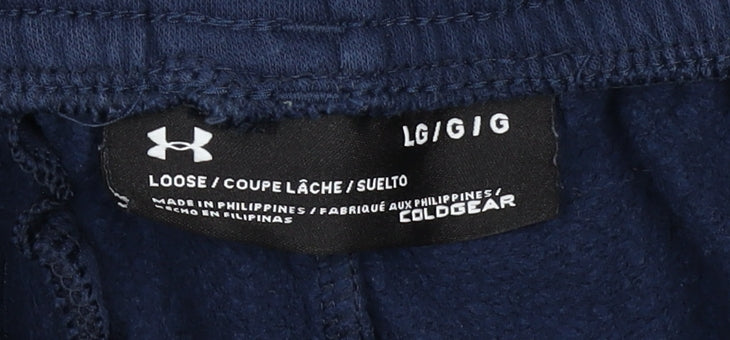 LG / G / G
LOOSE / COUPE LÂCHE / SUELTO
MADE IN PHILIPPINES / FABRIQUÉ AUX PHILIPPINES /
HECHO EN FILIPINAS
COLDGEAR